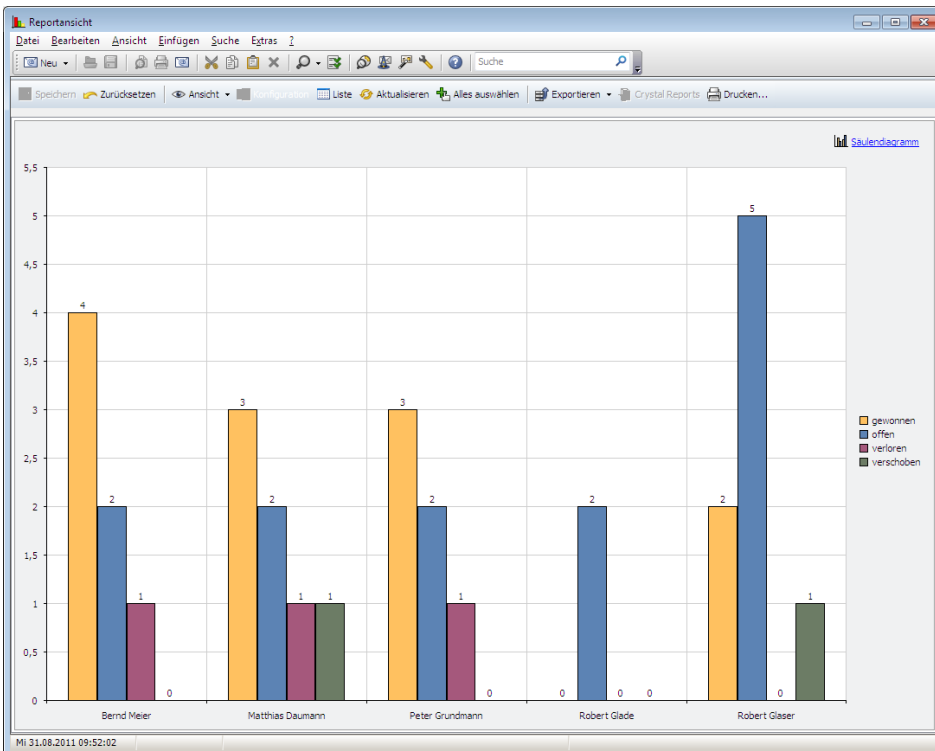 Reportansicht
Datei Bearbeiten Ansicht Einfügen Suche Extras ?
Neu Suche
Speichern Zurücksetzen Ansicht Konfiguration Liste Aktualisieren Alles auswählen Exportieren Crystal Reports Drucken...
Säulendiagramm
5,5
5
4,5
4
3,5
3
2,5
2
1,5
1
0,5
0
4 2 1 0
3 2 1 1
3 2 1 0
0 2 0 0
2 5 0 1
Bernd Meier Matthias Daumann Peter Grundmann Robert Glade Robert Glaser
gewonnen
offen
verloren
verschoben
Mi 31.08.2011 09:52:02